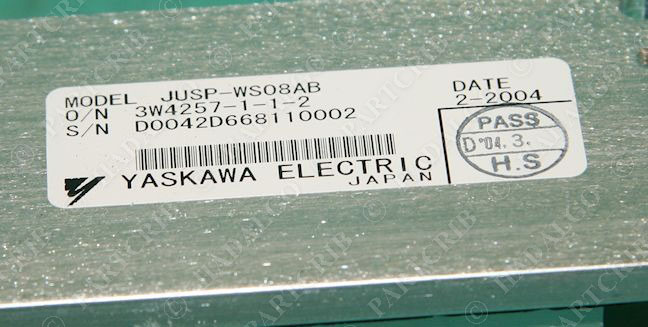 MODEL JUSP-WS08AB
O/N 3W4257-1-1-2
S/N D0042D668110002
YASKAWA ELECTRIC
JAPAN
DATE
2-2004
PASS
D'04.3.
H.S